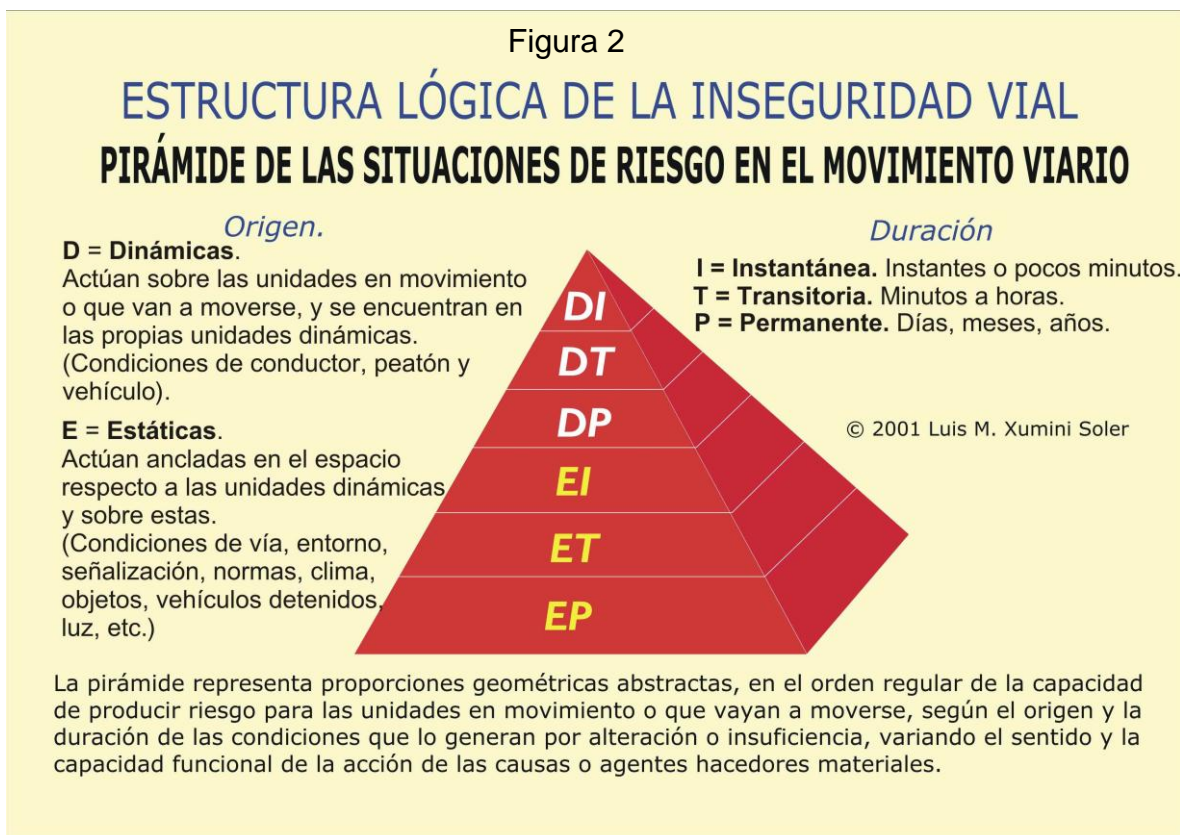 Figura 2
ESTRUCTURA LÓGICA DE LA INSEGURIDAD VIAL
PIRÁMIDE DE LAS SITUACIONES DE RIESGO EN EL MOVIMIENTO VIARIO
Origen.
D = Dinámicas.
Actúan sobre las unidades en movimiento
o que van a moverse, y se encuentran en
las propias unidades dinámicas.
(Condiciones de conductor, peatón y
vehículo).
E = Estáticas.
Actúan ancladas en el espacio
respecto a las unidades dinámicas
y sobre estas.
(Condiciones de vía, entorno,
señalización, normas, clima,
objetos, vehículos detenidos,
luz, etc.)
DI
DT
DP
EI
ET
EP
Duración
I = Instantánea. Instantes o pocos minutos.
T = Transitoria. Minutos a horas.
P = Permanente. Días, meses, años.
© 2001 Luis M. Xumini Soler
La pirámide representa proporciones geométricas abstractas, en el orden regular de la capacidad
de producir riesgo para las unidades en movimiento o que vayan a moverse, según el origen y la
duración de las condiciones que lo generan por alteración o insuficiencia, variando el sentido y la
capacidad funcional de la acción de las causas o agentes hacedores materiales.